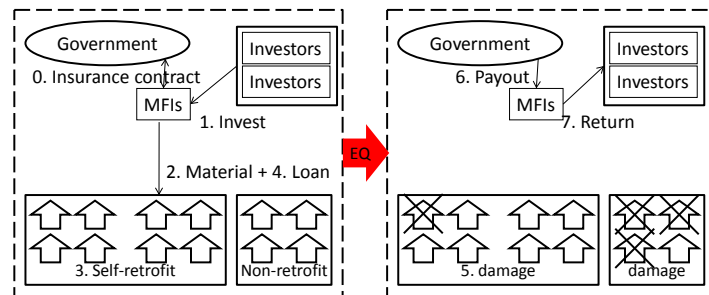 Government
Investors
0. Insurance contract
Investors
MFIs
1. Invest
2. Material + 4. Loan
3. Self-retrofit
Non-retrofit
EQ
Government
Investors
6. Payout
Investors
MFIs
7. Return
5. damage
damage